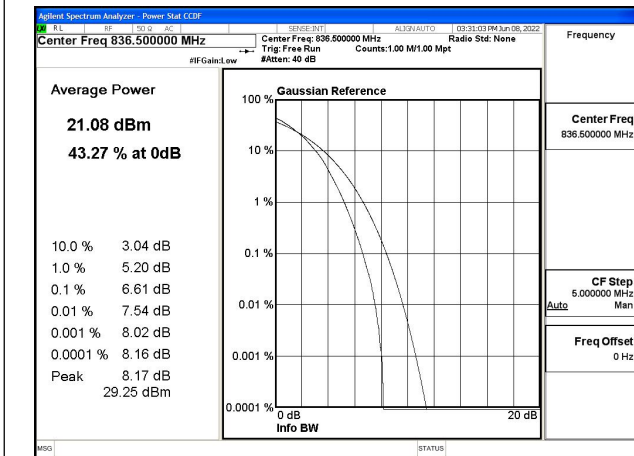 Agilent Spectrum Analyzer - Power Stat CCDF
RL RF 50 Ω AC SENSE:INT ALIGN AUTO 03:31:03 PM Jun 08, 2022
Center Freq 836.500000 MHz
Center Freq: 836.500000 MHz Radio Std: None
Trig: Free Run Counts:1.00 M/1.00 Mpt
#IFGain:Low #Atten: 40 dB
Frequency
Average Power
21.08 dBm
43.27 % at 0dB
10.0 % 3.04 dB
1.0 % 5.20 dB
0.1 % 6.61 dB
0.01 % 7.54 dB
0.001 % 8.02 dB
0.0001 % 8.16 dB
Peak 8.17 dB
29.25 dBm
Gaussian Reference
100 %
10 %
1 %
0.1 %
0.01 %
0.001 %
0.0001 %
0 dB 20 dB
Info BW
Center Freq
836.500000 MHz
CF Step
5.000000 MHz
Auto Man
Freq Offset
0 Hz
MSG STATUS